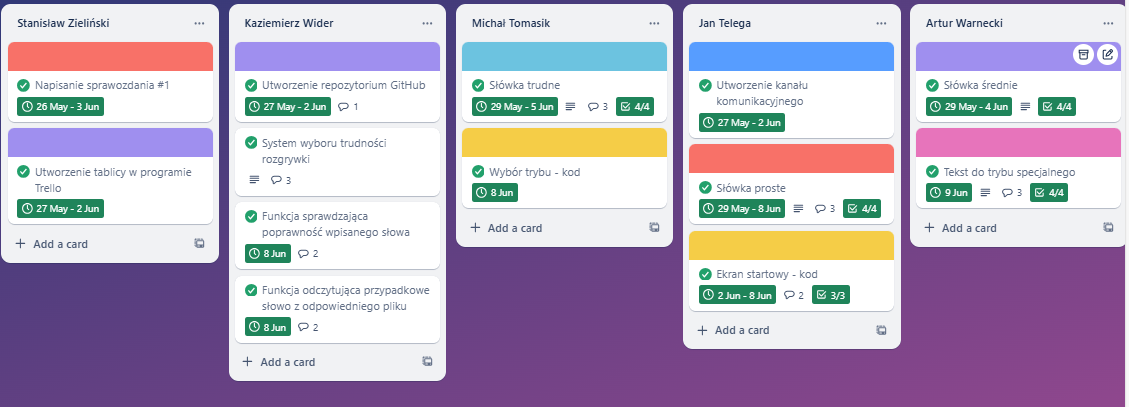 Stanisław Zieliński
Napisanie sprawozdania #1
26 May - 3 Jun
Utworzenie tablicy w programie
Trello
27 May - 2 Jun
Add a card
Kaziemierz Wider
Utworzenie repozytorium GitHub
27 May - 2 Jun 1
System wyboru trudności
rozgrywki
3
Funkcja sprawdzająca
poprawność wpisanego słowa
8 Jun 2
Funkcja odczytująca przypadkowe
słowo z odpowiedniego pliku
8 Jun 2
Add a card
Michał Tomasik
Słówka trudne
29 May - 5 Jun 3 4/4
Wybór trybu - kod
8 Jun
Add a card
Jan Telega
Utworzenie kanału
komunikacyjnego
27 May - 2 Jun
Słówka proste
29 May - 8 Jun 3 4/4
Ekran startowy - kod
2 Jun - 8 Jun 2 3/3
Add a card
Artur Warnecki
Słówka średnie
29 May - 4 Jun 4/4
Tekst do trybu specjalnego
9 Jun 3 4/4
Add a card